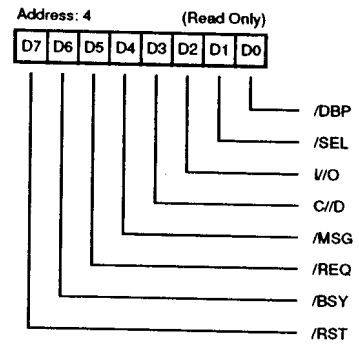 Address: 4 (Read Only)
D7 D6 D5 D4 D3 D2 D1 D0
/DBP
/SEL
I//O
C//D
/MSG
/REQ
/BSY
/RST